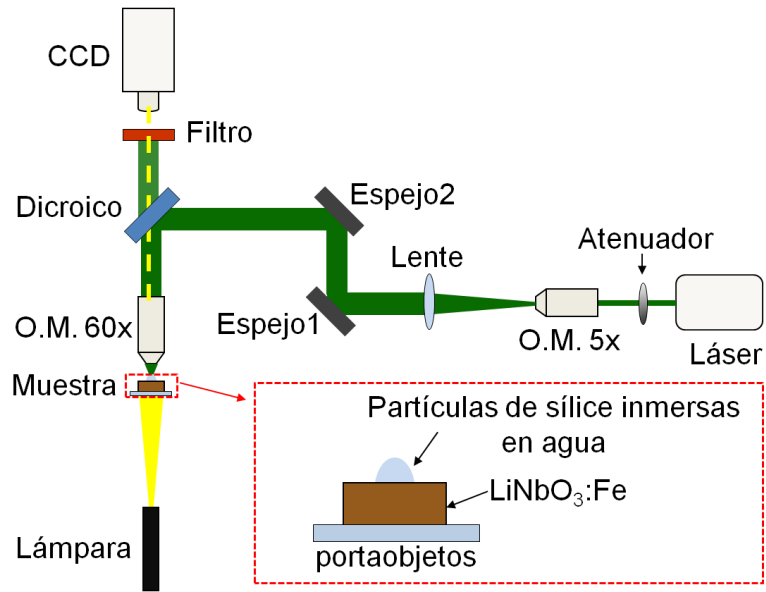 CCD
Filtro
Dicroico
Espejo2
Atenuador
Lente
O.M. 60x
Espejo1
O.M. 5x
Láser
Muestra
Partículas de sílice inmersas
en agua
LiNbO₃:Fe
portaobjetos
Lámpara